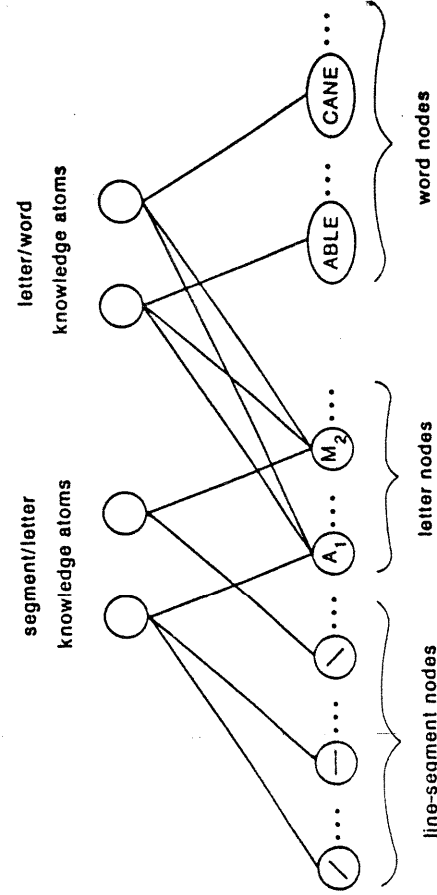 segment/letter
knowledge atoms
letter/word
knowledge atoms
A1
M2
ABLE
CANE
line-segment nodes
letter nodes
word nodes